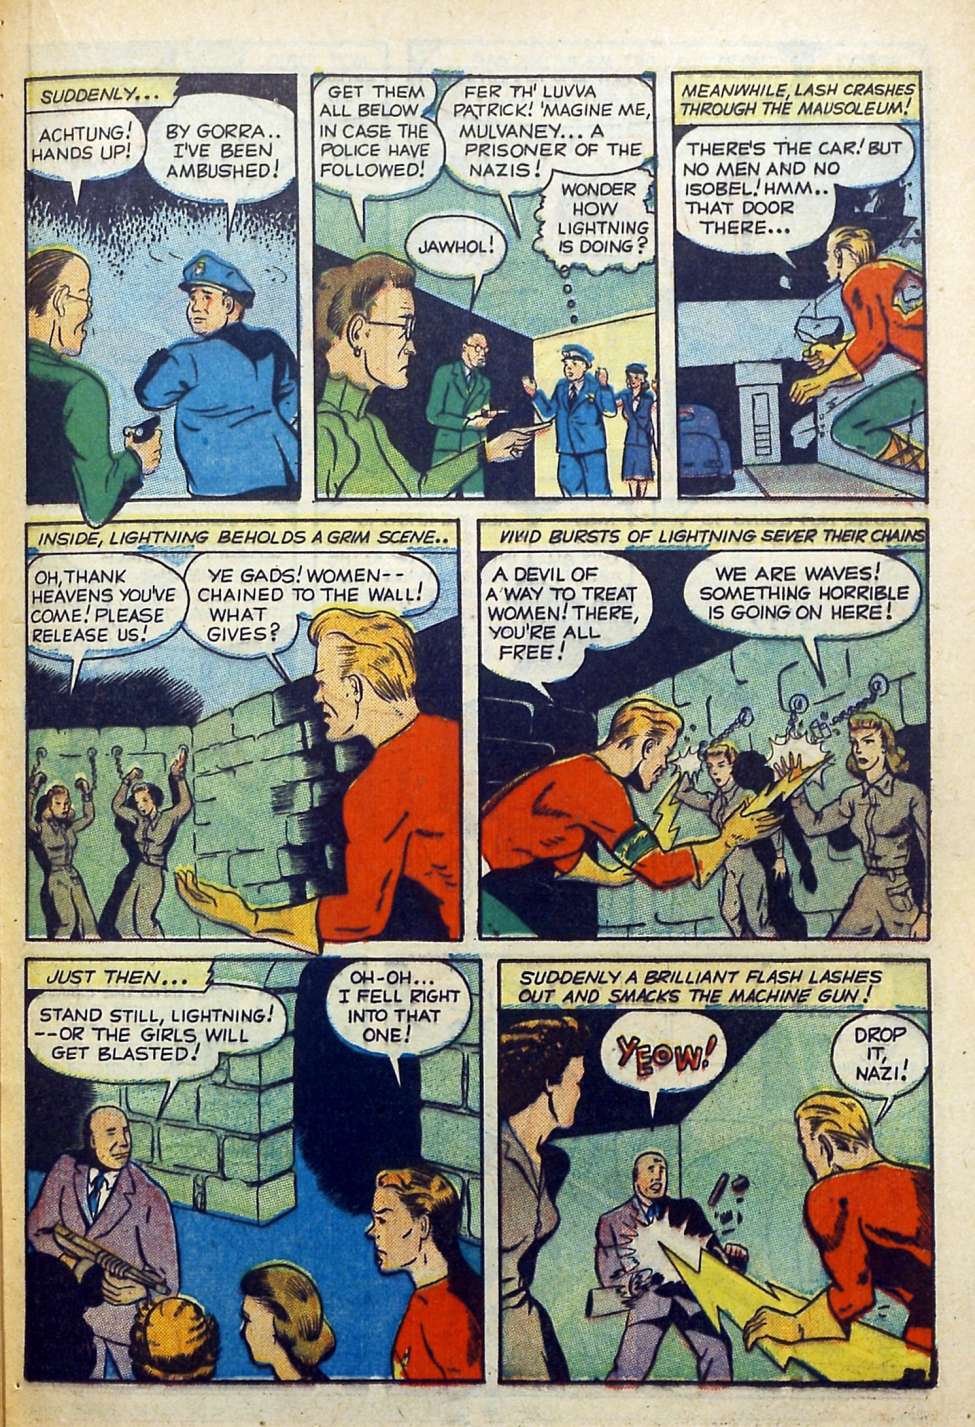 SUDDENLY...
ACHTUNG!
HANDS UP!
BY GORRA..
I'VE BEEN
AMBUSHED!
GET THEM
ALL BELOW
IN CASE THE
POLICE HAVE
FOLLOWED!
JAWHOL!
FER TH' LUVVA
PATRICK! 'MAGINE ME,
MULVANEY... A
PRISONER OF THE
NAZIS!
WONDER
HOW
LIGHTNING
IS DOING?
MEANWHILE, LASH CRASHES
THROUGH THE MAUSOLEUM!
THERE'S THE CAR! BUT
NO MEN AND NO
ISOBEL! HMM..
THAT DOOR
THERE...
INSIDE, LIGHTNING BEHOLDS A GRIM SCENE..
OH, THANK
HEAVENS YOU'VE
COME! PLEASE
RELEASE US!
YE GADS! WOMEN--
CHAINED TO THE WALL!
WHAT
GIVES?
VIVID BURSTS OF LIGHTNING SEVER THEIR CHAINS
A DEVIL OF
A WAY TO TREAT
WOMEN! THERE,
YOU'RE ALL
FREE!
WE ARE WAVES!
SOMETHING HORRIBLE
IS GOING ON HERE!
JUST THEN...
STAND STILL, LIGHTNING!
--OR THE GIRLS, WILL
GET BLASTED!
OH-OH...
I FELL RIGHT
INTO THAT
ONE!
SUDDENLY A BRILLIANT FLASH LASHES
OUT AND SMACKS THE MACHINE GUN!
YEOW!
DROP
IT,
NAZI!